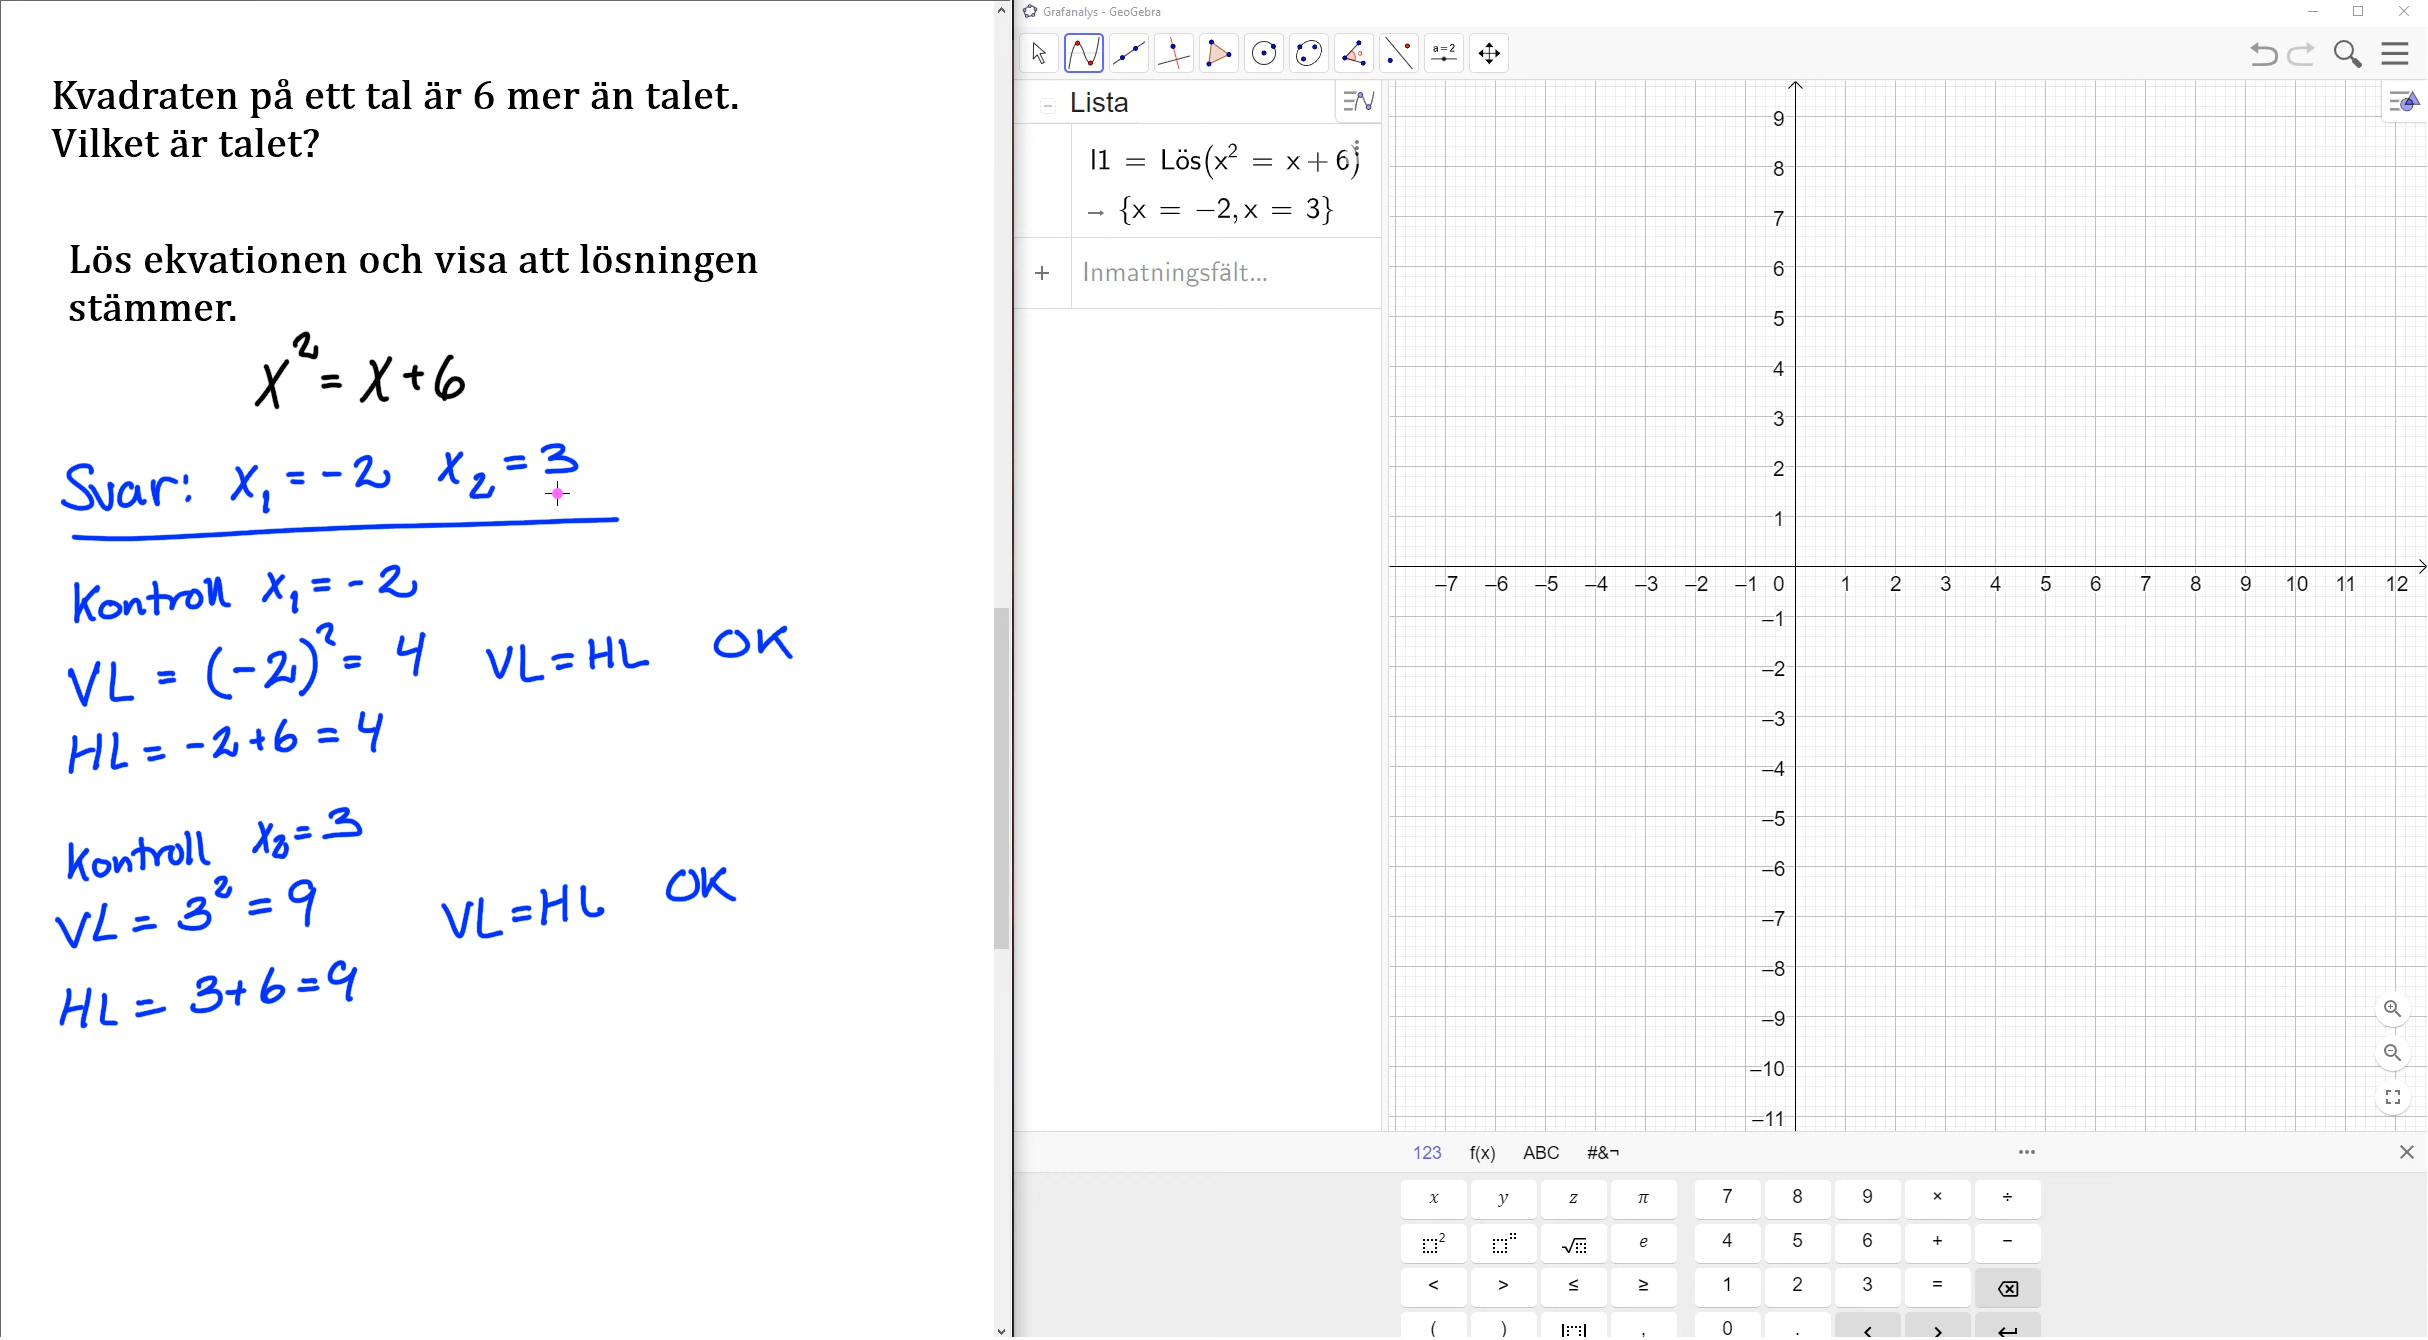 Kvadraten på ett tal är 6 mer än talet.
Vilket är talet?
Lös ekvationen och visa att lösningen
stämmer.
x² = x+6
Svar: x₁ = -2 x₂ = 3
Kontroll x₁ = -2
VL = (-2)² = 4 VL = HL OK
HL = -2+6 = 4
Kontroll x₃ = 3
VL = 3² = 9 VL = HL OK
HL = 3+6 = 9
Grafanalys - GeoGebra
a=2
Lista
l1 = Lös(x² = x + 6)
→ {x = −2, x = 3}
+ Inmatningsfält...
9
8
7
6
5
4
3
2
1
–7 –6 –5 –4 –3 –2 –1 0 1 2 3 4 5 6 7 8 9 10 11 12
–1
–2
–3
–4
–5
–6
–7
–8
–9
–10
–11
123 f(x) ABC #&¬ ...
x y z π 7 8 9 × ÷
□² □^□ √□ e 4 5 6 + −
< > ≤ ≥ 1 2 3 =
( ) |□| , 0 . < >